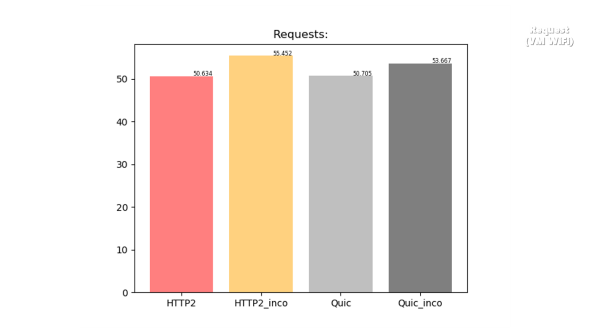 Requests:
Request
(VM WiFi)
55.452
53.667
50.634
50.705
50
40
30
20
10
0
HTTP2
HTTP2_inco
Quic
Quic_inco